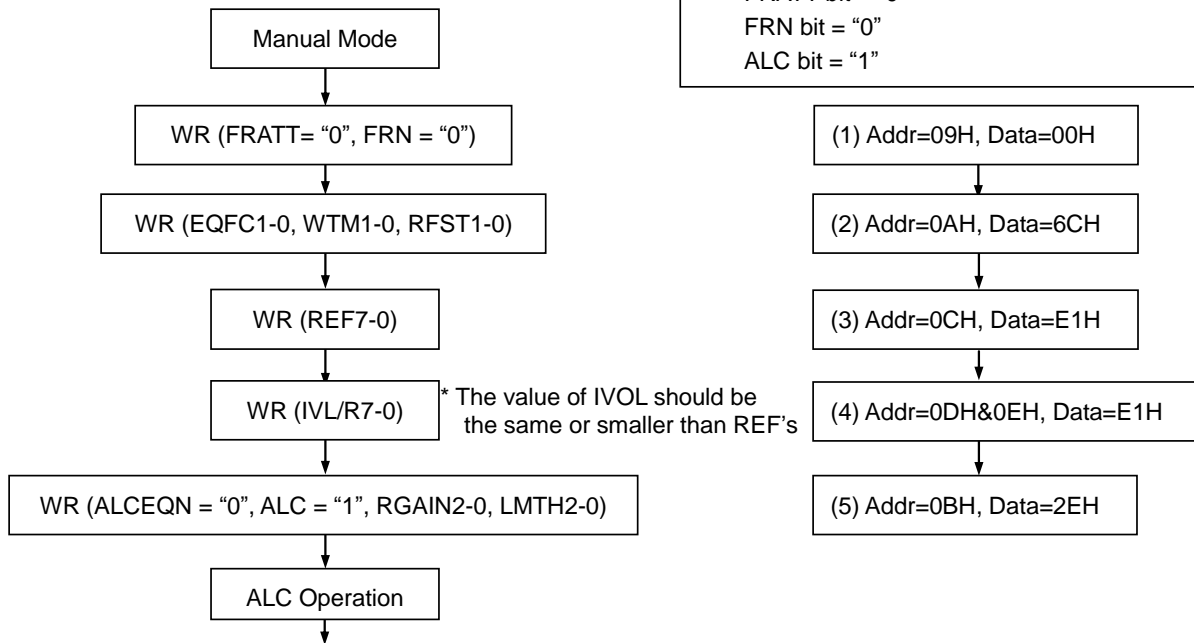 FRN bit = “0”
ALC bit = “1”
Manual Mode
WR (FRATT= “0”, FRN = “0”)
WR (EQFC1-0, WTM1-0, RFST1-0)
WR (REF7-0)
WR (IVL/R7-0)
* The value of IVOL should be
the same or smaller than REF’s
WR (ALCEQN = “0”, ALC = “1”, RGAIN2-0, LMTH2-0)
ALC Operation
(1) Addr=09H, Data=00H
(2) Addr=0AH, Data=6CH
(3) Addr=0CH, Data=E1H
(4) Addr=0DH&0EH, Data=E1H
(5) Addr=0BH, Data=2EH